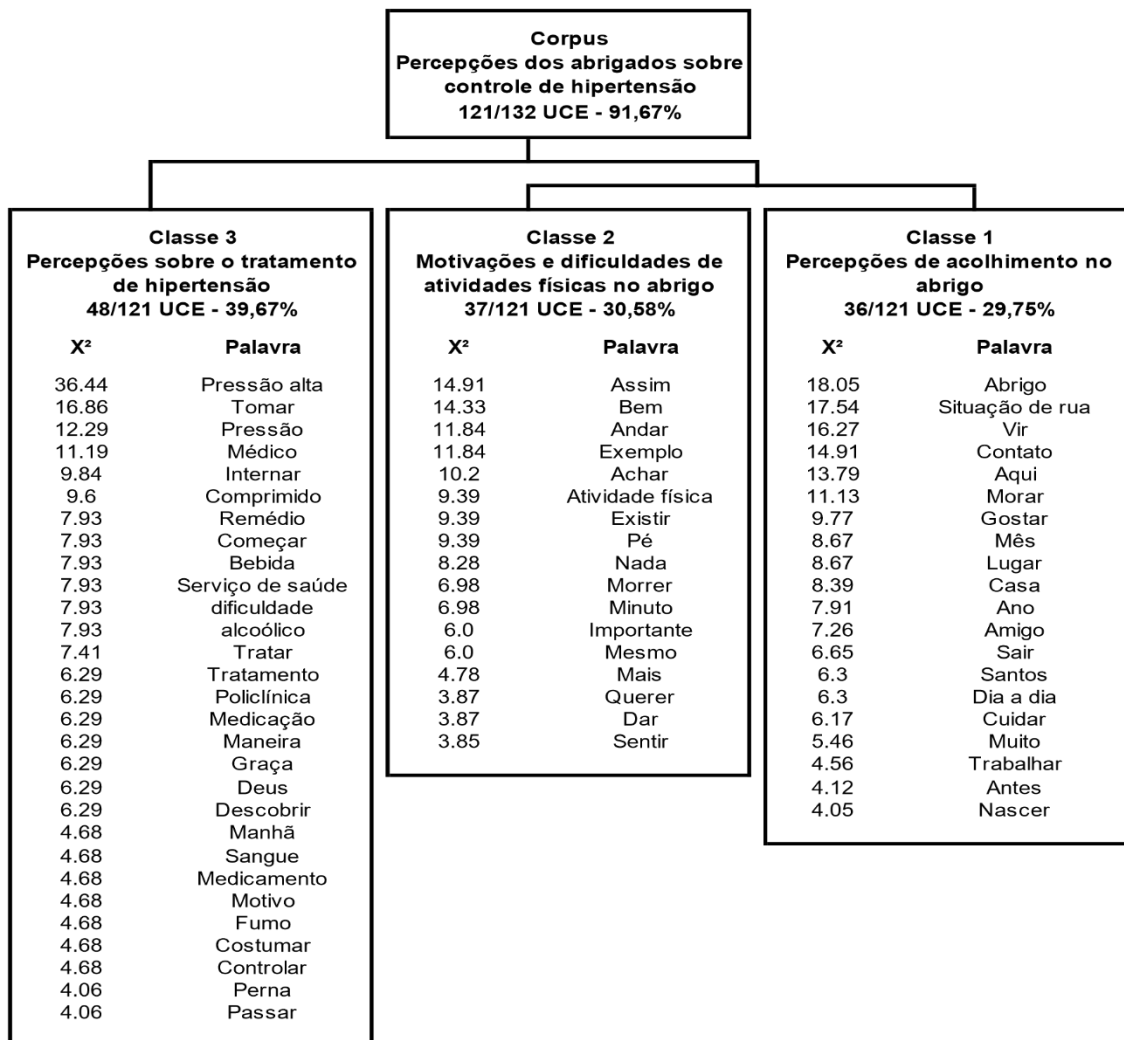 Corpus
Percepções dos abrigados sobre
controle de hipertensão
121/132 UCE - 91,67%
Classe 3
Percepções sobre o tratamento
de hipertensão
48/121 UCE - 39,67%
X² Palavra
36.44 Pressão alta
16.86 Tomar
12.29 Pressão
11.19 Médico
9.84 Internar
9.6 Comprimido
7.93 Remédio
7.93 Começar
7.93 Bebida
7.93 Serviço de saúde
7.93 dificuldade
7.93 alcoólico
7.41 Tratar
6.29 Tratamento
6.29 Policlínica
6.29 Medicação
6.29 Maneira
6.29 Graça
6.29 Deus
6.29 Descobrir
4.68 Manhã
4.68 Sangue
4.68 Medicamento
4.68 Motivo
4.68 Fumo
4.68 Costumar
4.68 Controlar
4.06 Perna
4.06 Passar
Classe 2
Motivações e dificuldades de
atividades físicas no abrigo
37/121 UCE - 30,58%
X² Palavra
14.91 Assim
14.33 Bem
11.84 Andar
11.84 Exemplo
10.2 Achar
9.39 Atividade física
9.39 Existir
9.39 Pé
8.28 Nada
6.98 Morrer
6.98 Minuto
6.0 Importante
6.0 Mesmo
4.78 Mais
3.87 Querer
3.87 Dar
3.85 Sentir
Classe 1
Percepções de acolhimento no
abrigo
36/121 UCE - 29,75%
X² Palavra
18.05 Abrigo
17.54 Situação de rua
16.27 Vir
14.91 Contato
13.79 Aqui
11.13 Morar
9.77 Gostar
8.67 Mês
8.67 Lugar
8.39 Casa
7.91 Ano
7.26 Amigo
6.65 Sair
6.3 Santos
6.3 Dia a dia
6.17 Cuidar
5.46 Muito
4.56 Trabalhar
4.12 Antes
4.05 Nascer